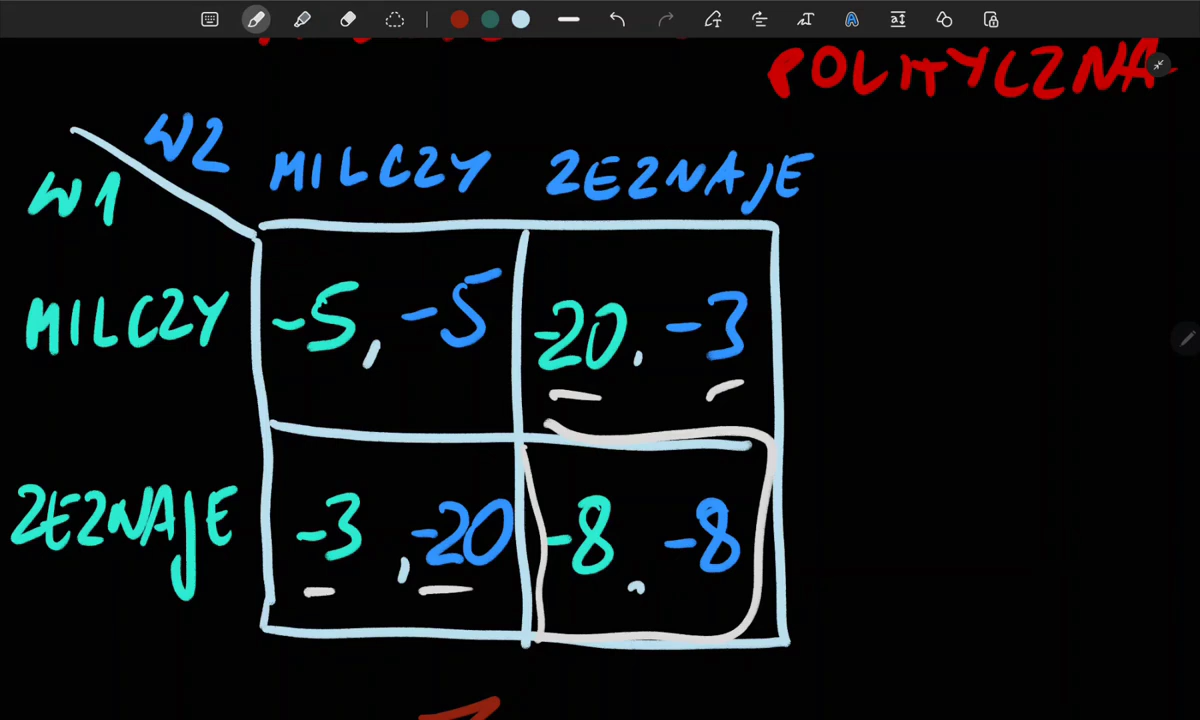 POLITYCZNA
W2 MILCZY ZEZNAJE
W1
MILCZY -5, -5 -20, -3
ZEZNAJE -3, -20 -8, -8